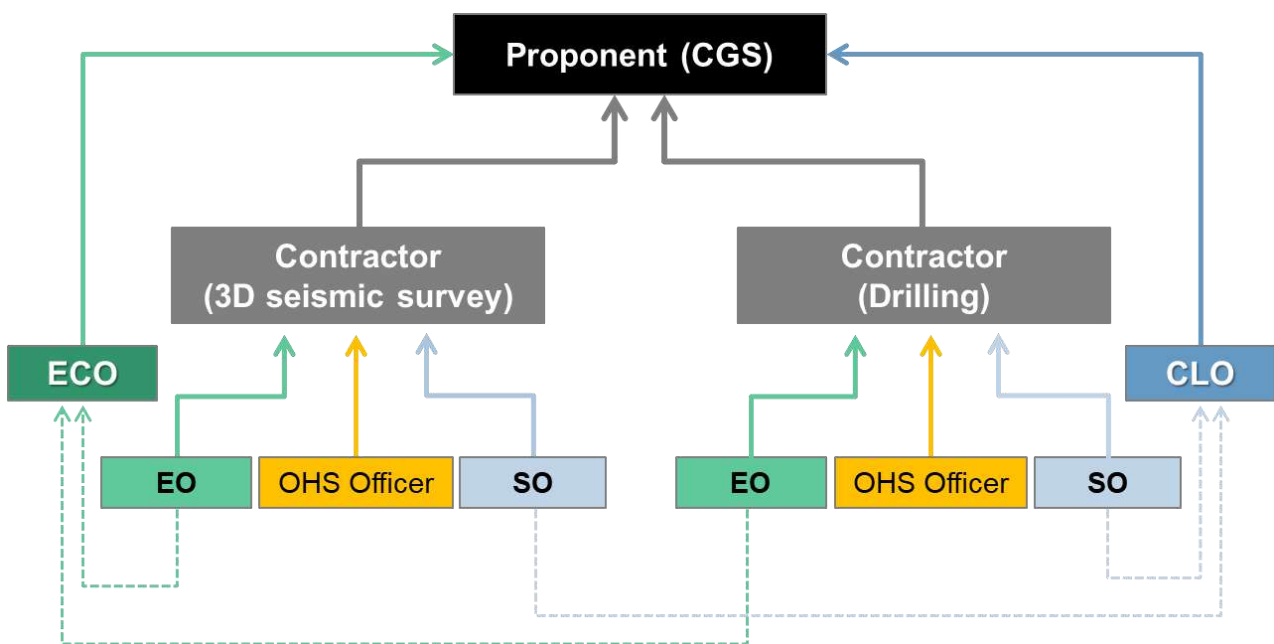 Proponent (CGS)
Contractor
(3D seismic survey)
Contractor
(Drilling)
ECO
CLO
EO
OHS Officer
SO
EO
OHS Officer
SO